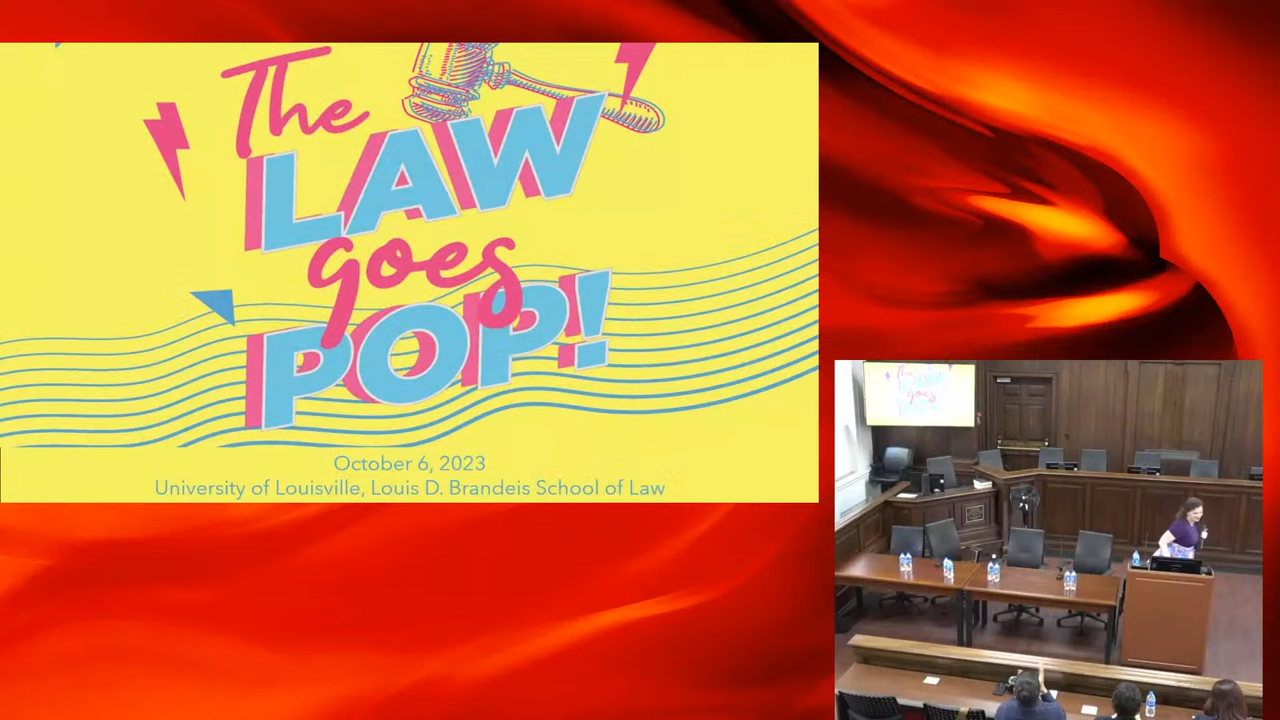 The
LAW
goes
POP!
October 6, 2023
University of Louisville, Louis D. Brandeis School of Law